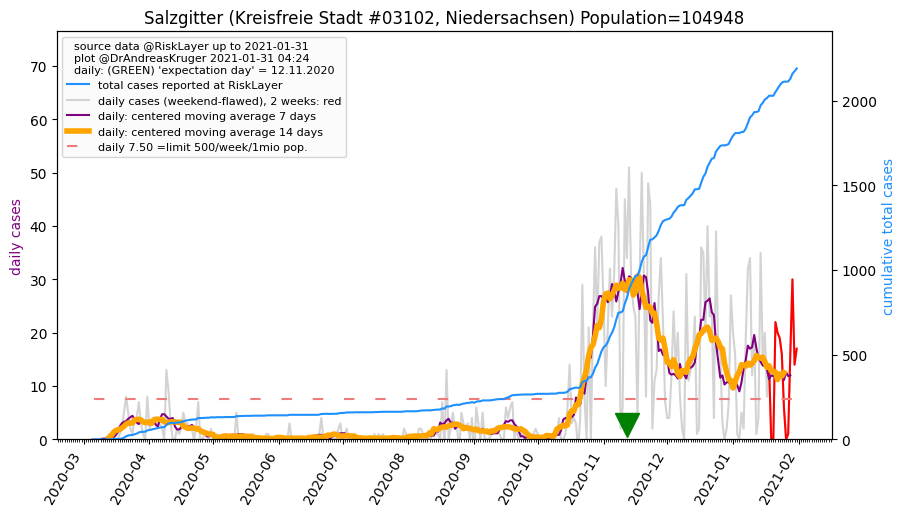 Salzgitter (Kreisfreie Stadt #03102, Niedersachsen) Population=104948
source data @RiskLayer up to 2021-01-31
plot @DrAndreasKruger 2021-01-31 04:24
daily: (GREEN) 'expectation day' = 12.11.2020
total cases reported at RiskLayer
daily cases (weekend-flawed), 2 weeks: red
daily: centered moving average 7 days
daily: centered moving average 14 days
daily 7.50 =limit 500/week/1mio pop.
daily cases
70
60
50
40
30
20
10
0
cumulative total cases
2000
1500
1000
500
0
2020-03
2020-04
2020-05
2020-06
2020-07
2020-08
2020-09
2020-10
2020-11
2020-12
2021-01
2021-02